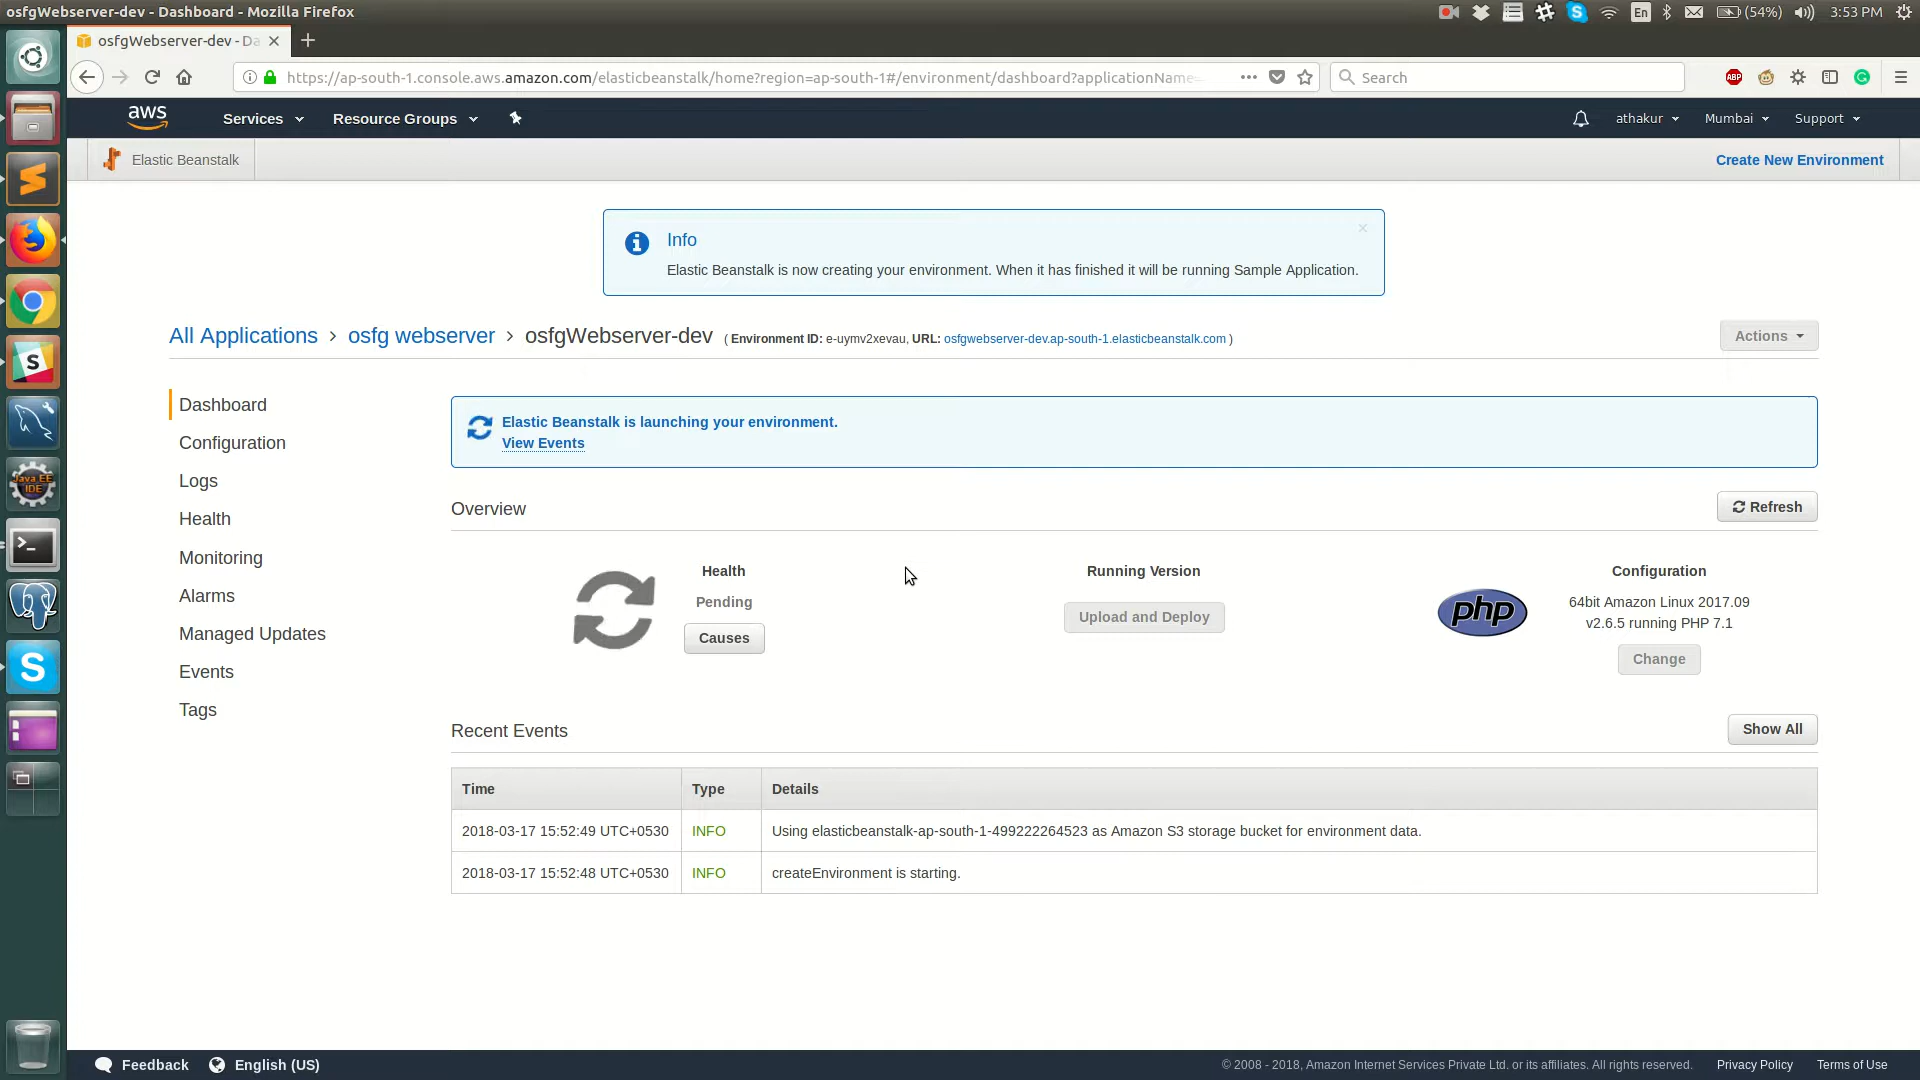 osfgWebserver-dev - Dashboard - Mozilla Firefox
En
(54%)
3:53 PM
osfgWebserver-dev - Da
https://ap-south-1.console.aws.amazon.com/elasticbeanstalk/home?region=ap-south-1#/environment/dashboard?applicationName=
Search
ABP
aws
Services
Resource Groups
athakur
Mumbai
Support
Elastic Beanstalk
Create New Environment
Info
Elastic Beanstalk is now creating your environment. When it has finished it will be running Sample Application.
All Applications › osfg webserver › osfgWebserver-dev ( Environment ID: e-uymv2xevau, URL: osfgwebserver-dev.ap-south-1.elasticbeanstalk.com )
Actions
Dashboard
Configuration
Logs
Health
Monitoring
Alarms
Managed Updates
Events
Tags
Elastic Beanstalk is launching your environment.
View Events
Overview
Refresh
Health
Pending
Causes
Running Version
Upload and Deploy
php
Configuration
64bit Amazon Linux 2017.09
v2.6.5 running PHP 7.1
Change
Recent Events
Show All
Time Type Details
2018-03-17 15:52:49 UTC+0530 INFO Using elasticbeanstalk-ap-south-1-499222264523 as Amazon S3 storage bucket for environment data.
2018-03-17 15:52:48 UTC+0530 INFO createEnvironment is starting.
Java EE
IDE
Feedback
English (US)
© 2008 - 2018, Amazon Internet Services Private Ltd. or its affiliates. All rights reserved.
Privacy Policy
Terms of Use